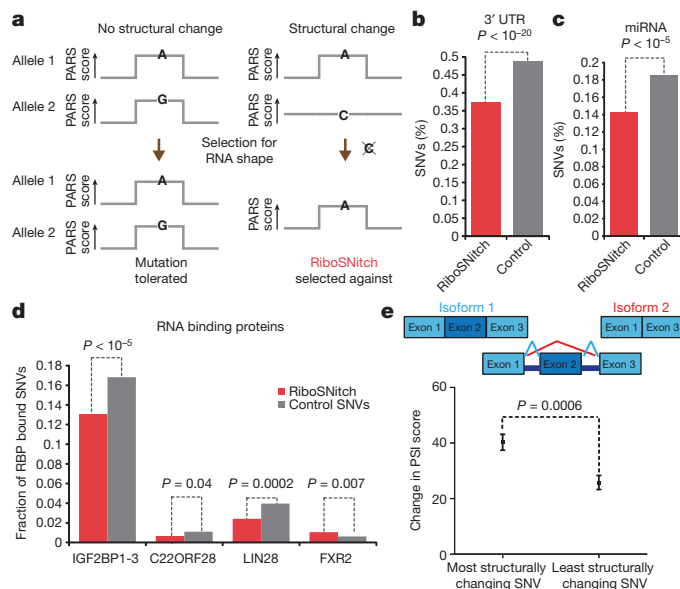 a
No structural change
Structural change
Allele 1
PARS score
A
PARS score
A
Allele 2
PARS score
G
PARS score
C
Selection for
RNA shape
C
Allele 1
PARS score
A
PARS score
A
Allele 2
PARS score
G
Mutation
tolerated
RiboSNitch
selected against
b
3′ UTR
P < 10−20
SNVs (%)
0.5
0.45
0.4
0.35
0.3
0.25
0.2
0.15
0.1
0.05
RiboSNitch
Control
c
miRNA
P < 10−5
SNVs (%)
0.2
0.18
0.16
0.14
0.12
0.1
0.08
0.06
0.04
0.02
0
RiboSNitch
Control
d
RNA binding proteins
Fraction of RBP bound SNVs
0.18
0.16
0.14
0.12
0.1
0.08
0.06
0.04
0.02
0
P < 10−5
RiboSNitch
Control SNVs
P = 0.04
P = 0.0002
P = 0.007
IGF2BP1-3
C22ORF28
LIN28
FXR2
e
Isoform 1
Isoform 2
Exon 1 Exon 2 Exon 3
Exon 1 Exon 3
Exon 1 Exon 2 Exon 3
Change in PSI score
60
40
20
0
P = 0.0006
Most structurally
changing SNV
Least structurally
changing SNV